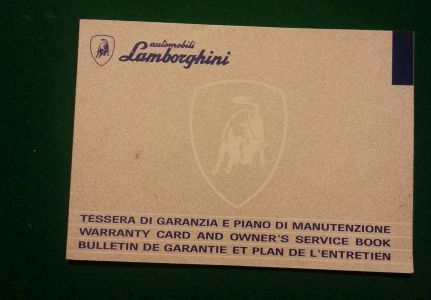 automobili
Lamborghini
TESSERA DI GARANZIA E PIANO DI MANUTENZIONE
WARRANTY CARD AND OWNER'S SERVICE BOOK
BULLETIN DE GARANTIE ET PLAN DE L'ENTRETIEN